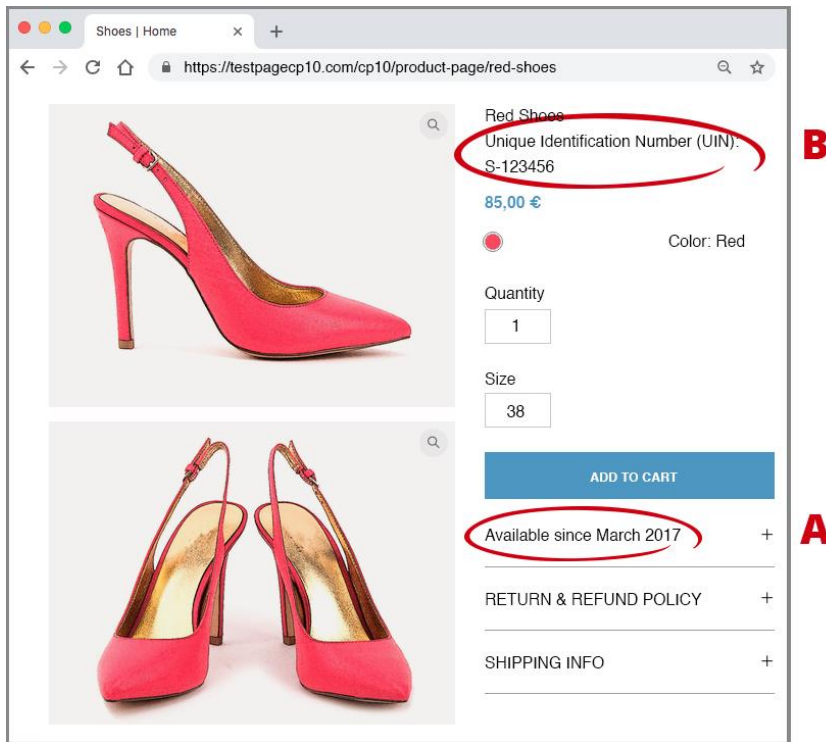 Shoes | Home
https://testpagecp10.com/cp10/product-page/red-shoes
Red Shoes
Unique Identification Number (UIN):
S-123456
B
85,00 €
Color: Red
Quantity
1
Size
38
ADD TO CART
Available since March 2017
A
RETURN & REFUND POLICY
SHIPPING INFO